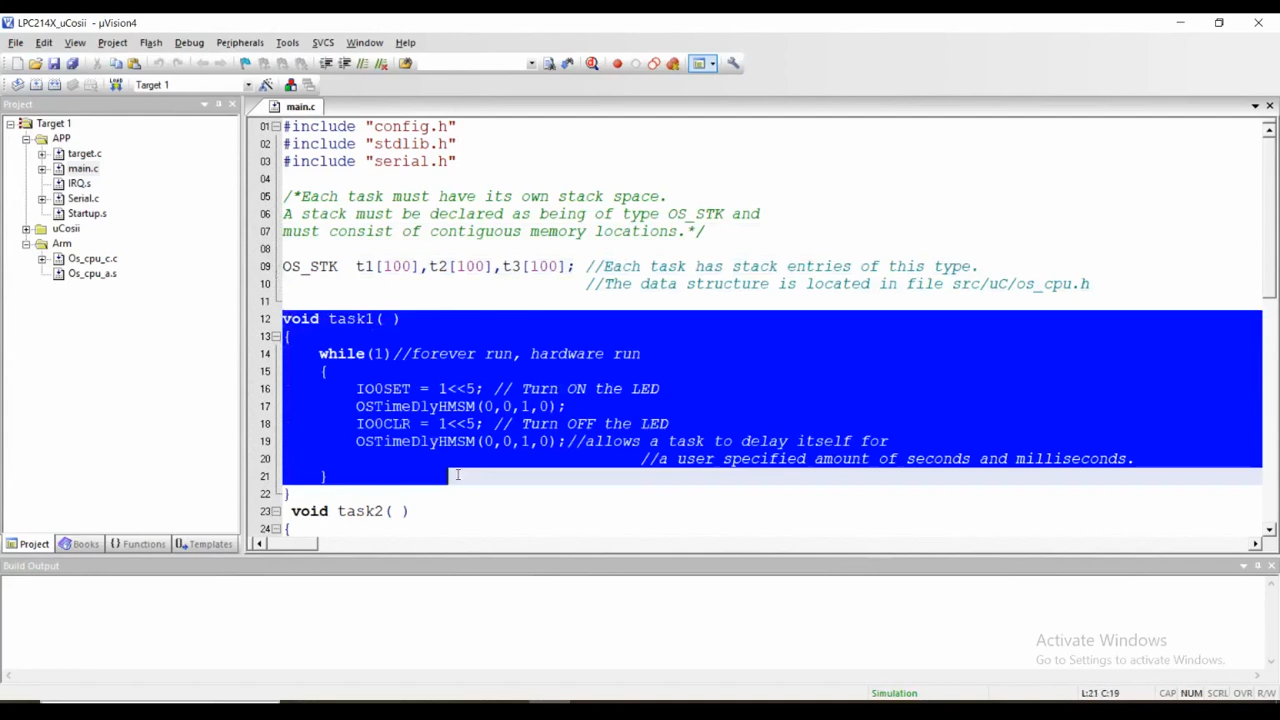 LPC214X_uCosii - µVision4
File Edit View Project Flash Debug Peripherals Tools SVCS Window Help
Target 1
Project
main.c
Target 1
APP
target.c
main.c
IRQ.s
Serial.c
Startup.s
uCosii
Arm
Os_cpu_c.c
Os_cpu_a.s
01 #include "config.h"
02 #include "stdlib.h"
03 #include "serial.h"
04
05 /*Each task must have its own stack space.
06 A stack must be declared as being of type OS_STK and
07 must consist of contiguous memory locations.*/
08
09 OS_STK t1[100],t2[100],t3[100]; //Each task has stack entries of this type.
10 //The data structure is located in file src/uC/os_cpu.h
11
12 void task1( )
13 {
14 while(1)//forever run, hardware run
15 {
16 IO0SET = 1<<5; // Turn ON the LED
17 OSTimeDlyHMSM(0,0,1,0);
18 IO0CLR = 1<<5; // Turn OFF the LED
19 OSTimeDlyHMSM(0,0,1,0);//allows a task to delay itself for
20 //a user specified amount of seconds and milliseconds.
21 }
22 }
23 void task2( )
24 {
Project Books {} Functions Templates
Build Output
Activate Windows
Go to Settings to activate Windows.
Simulation L:21 C:19 CAP NUM SCRL OVR R/W